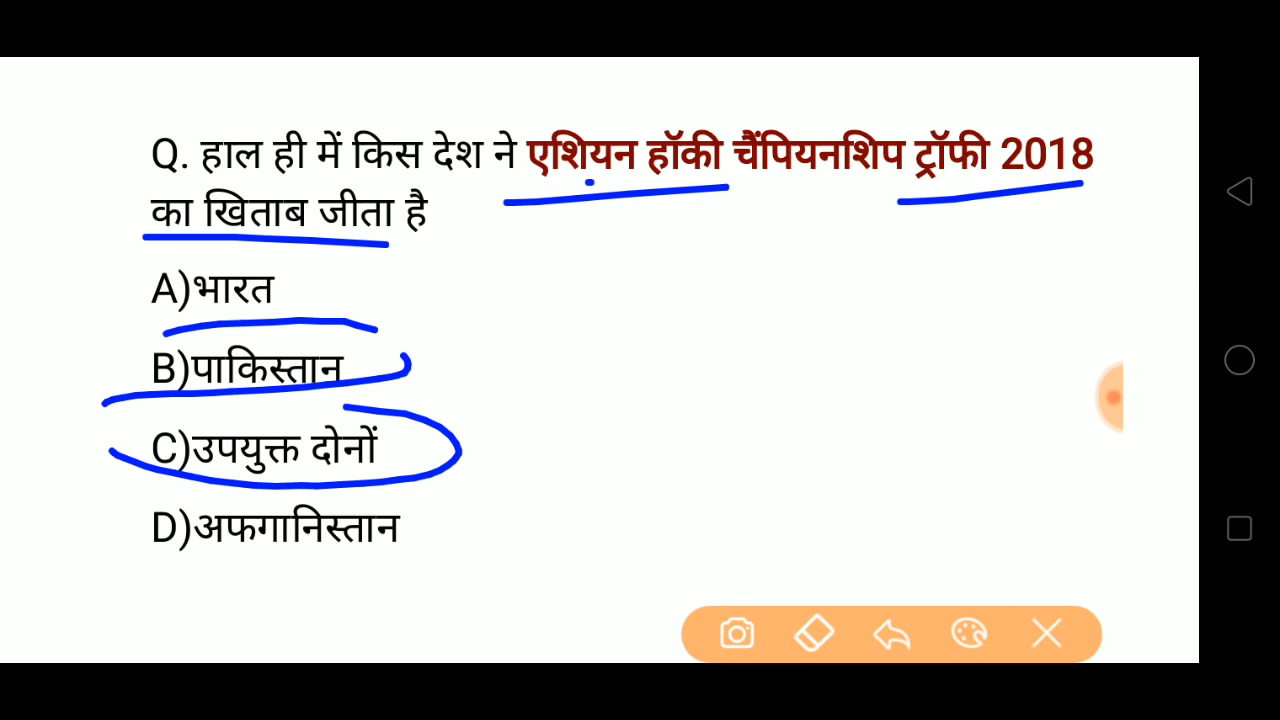 Q. हाल ही में किस देश ने एशियन हॉकी चैंपियनशिप ट्रॉफी 2018
का खिताब जीता है
A)भारत
B)पाकिस्तान
C)उपयुक्त दोनों
D)अफगानिस्तान